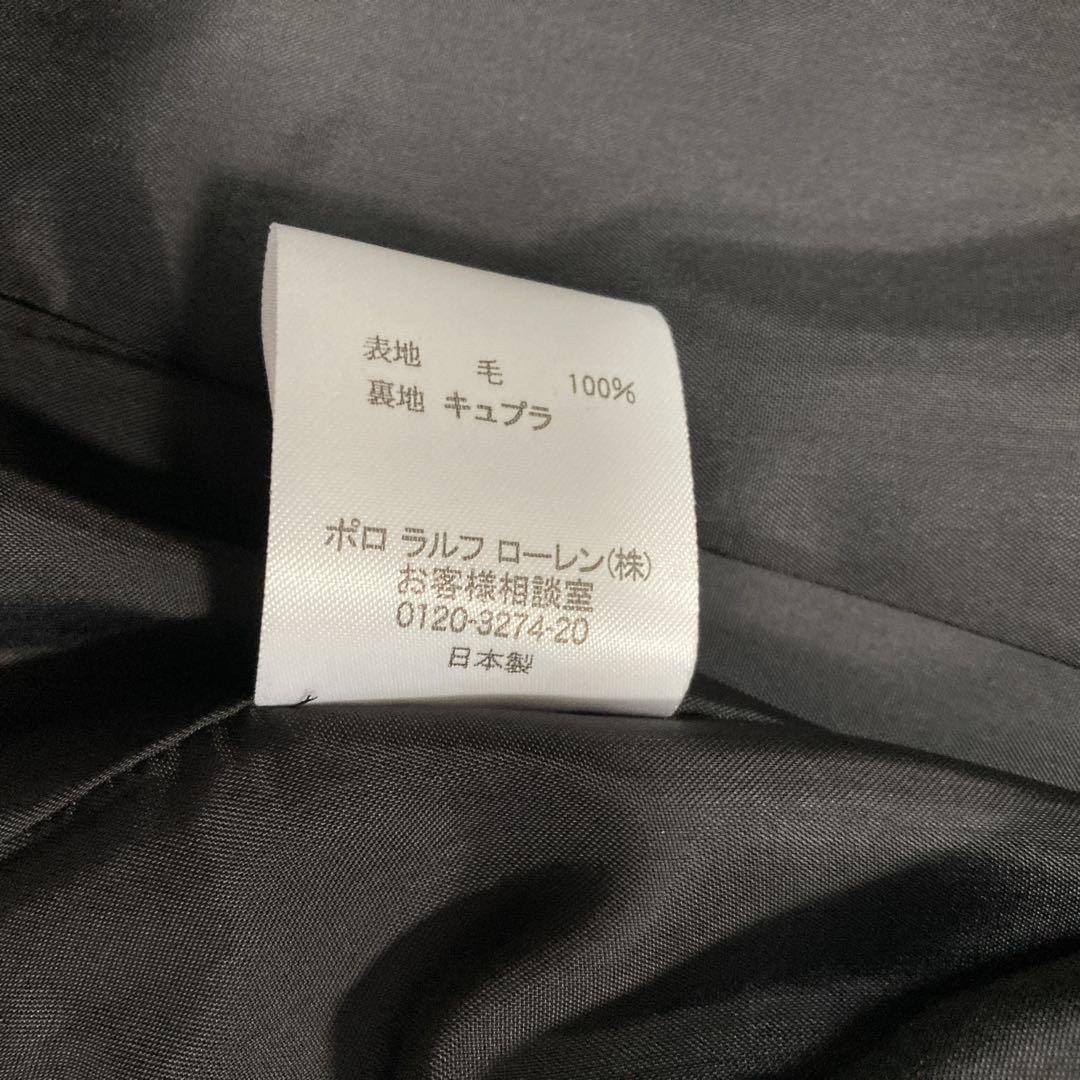 表地 毛 100%
裏地 キュプラ
ポロ ラルフ ローレン(株)
お客様相談室
0120-3274-20
日本製